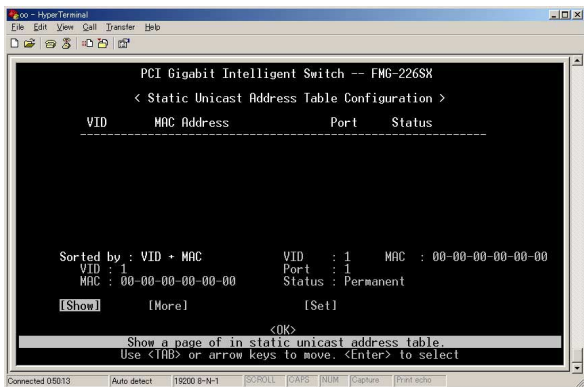 oo - HyperTerminal
File Edit View Call Transfer Help
PCI Gigabit Intelligent Switch -- FMG-226SX
< Static Unicast Address Table Configuration >
VID MAC Address Port Status
Sorted by : VID + MAC VID : 1 MAC : 00-00-00-00-00-00
VID : 1 Port : 1
MAC : 00-00-00-00-00-00 Status : Permanent
[Show] [More] [Set]
<OK>
Show a page of in static unicast address table.
Use <TAB> or arrow keys to move. <Enter> to select
Connected 0:50:13 Auto detect 19200 8-N-1 SCROLL CAPS NUM Capture Print echo